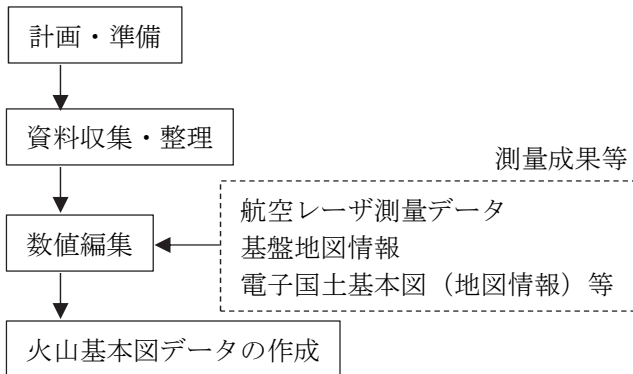 計画・準備
資料収集・整理
測量成果等
航空レーザ測量データ
基盤地図情報
電子国土基本図（地図情報）等
数値編集
火山基本図データの作成